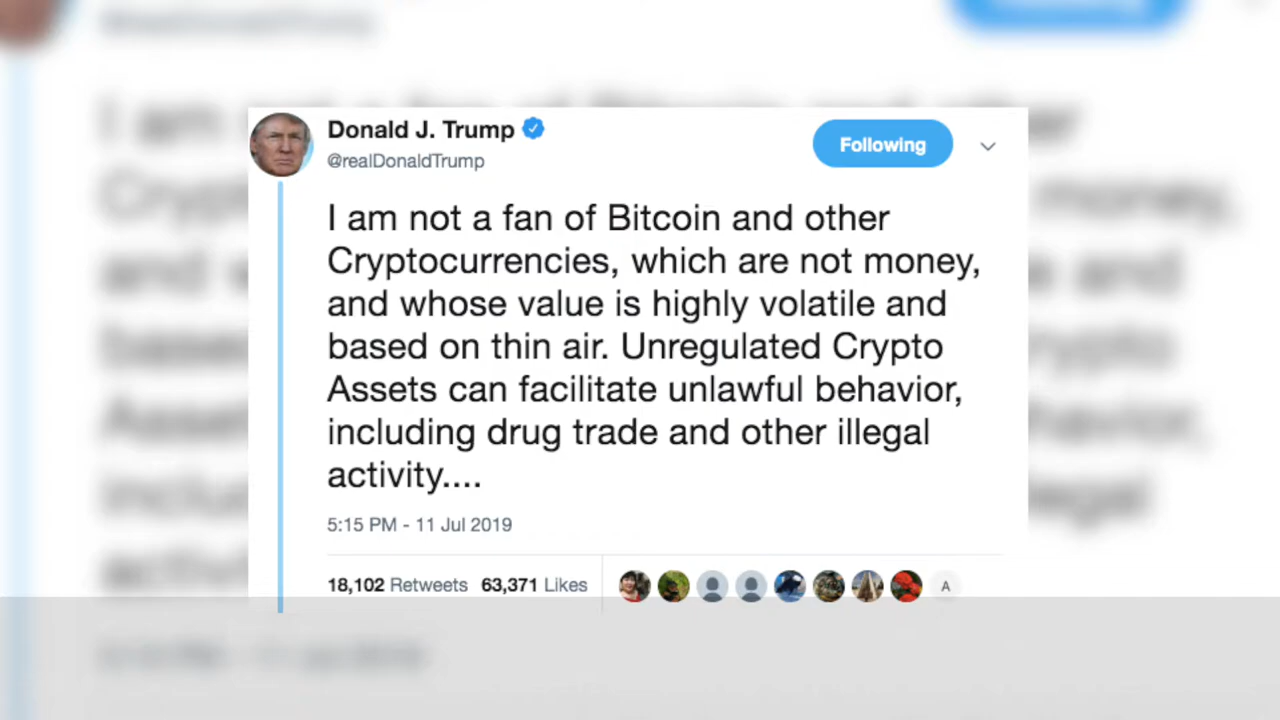 Donald J. Trump
@realDonaldTrump
Following
I am not a fan of Bitcoin and other
Cryptocurrencies, which are not money,
and whose value is highly volatile and
based on thin air. Unregulated Crypto
Assets can facilitate unlawful behavior,
including drug trade and other illegal
activity....
5:15 PM - 11 Jul 2019
18,102 Retweets 63,371 Likes
A